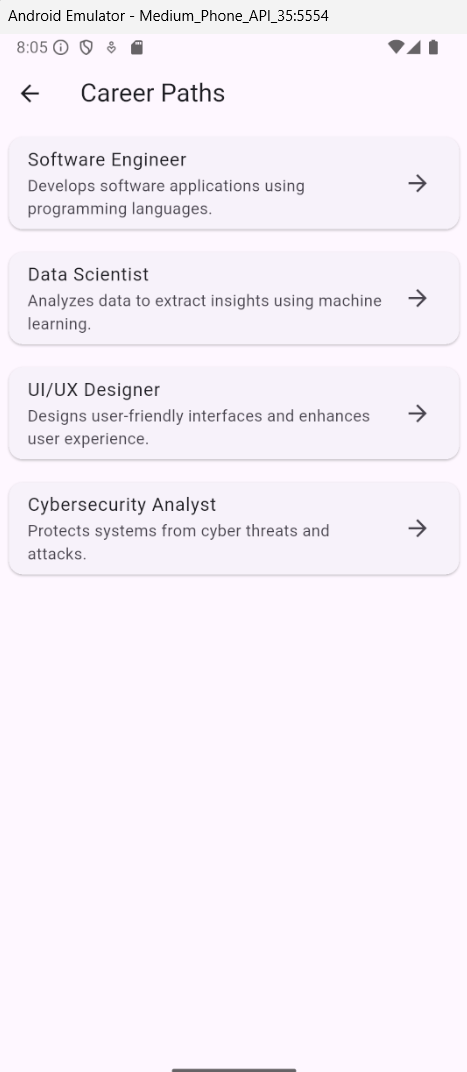 Android Emulator - Medium_Phone_API_35:5554
8:05
Career Paths
Software Engineer
Develops software applications using
programming languages.
Data Scientist
Analyzes data to extract insights using machine
learning.
UI/UX Designer
Designs user-friendly interfaces and enhances
user experience.
Cybersecurity Analyst
Protects systems from cyber threats and
attacks.